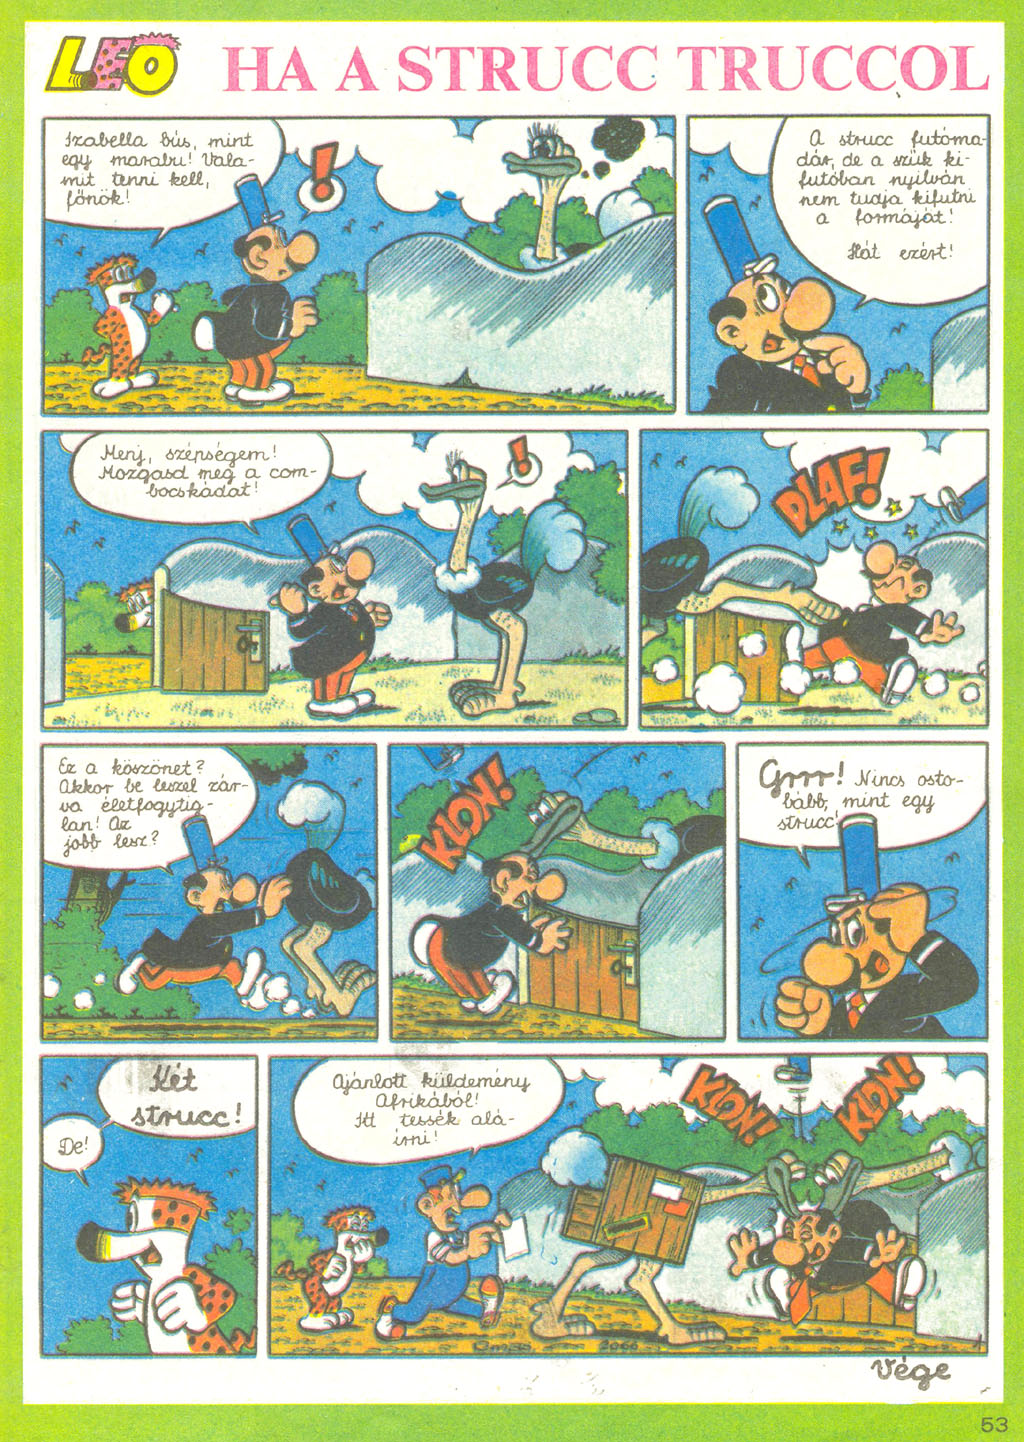 LEO
HA A STRUCC TRUCCOL
Izabella bús, mint
egy marabu! Vala-
mit tenni kell,
főnök!
!
A strucc futóma-
dár, de a szűk ki-
futóban nyilván
nem tudja kifutni
a formáját!
Hát ezért!
Menj, szépségem!
Mozgasd meg a com-
bocskádat!
!
PLAF!
Ez a köszönet?
Akkor be leszel zár-
va életfogytig-
lan! Az
jobb lesz?
KLON!
Grrr! Nincs osto-
bább, mint egy
strucc!
Két
strucc!
De!
Ajánlott küldemény
Afrikából!
Itt tessék alá-
írni!
KLON!
KLON!
Vége
53